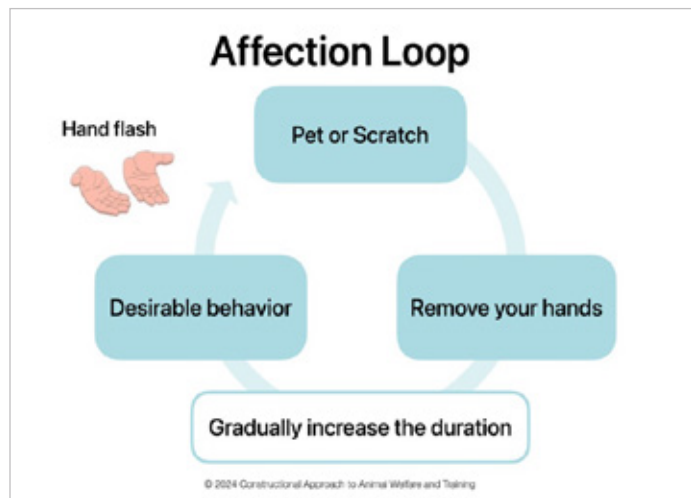 Affection Loop
Hand flash
Pet or Scratch
Desirable behavior
Remove your hands
Gradually increase the duration
© 2024 Constructional Approach to Animal Welfare and Training